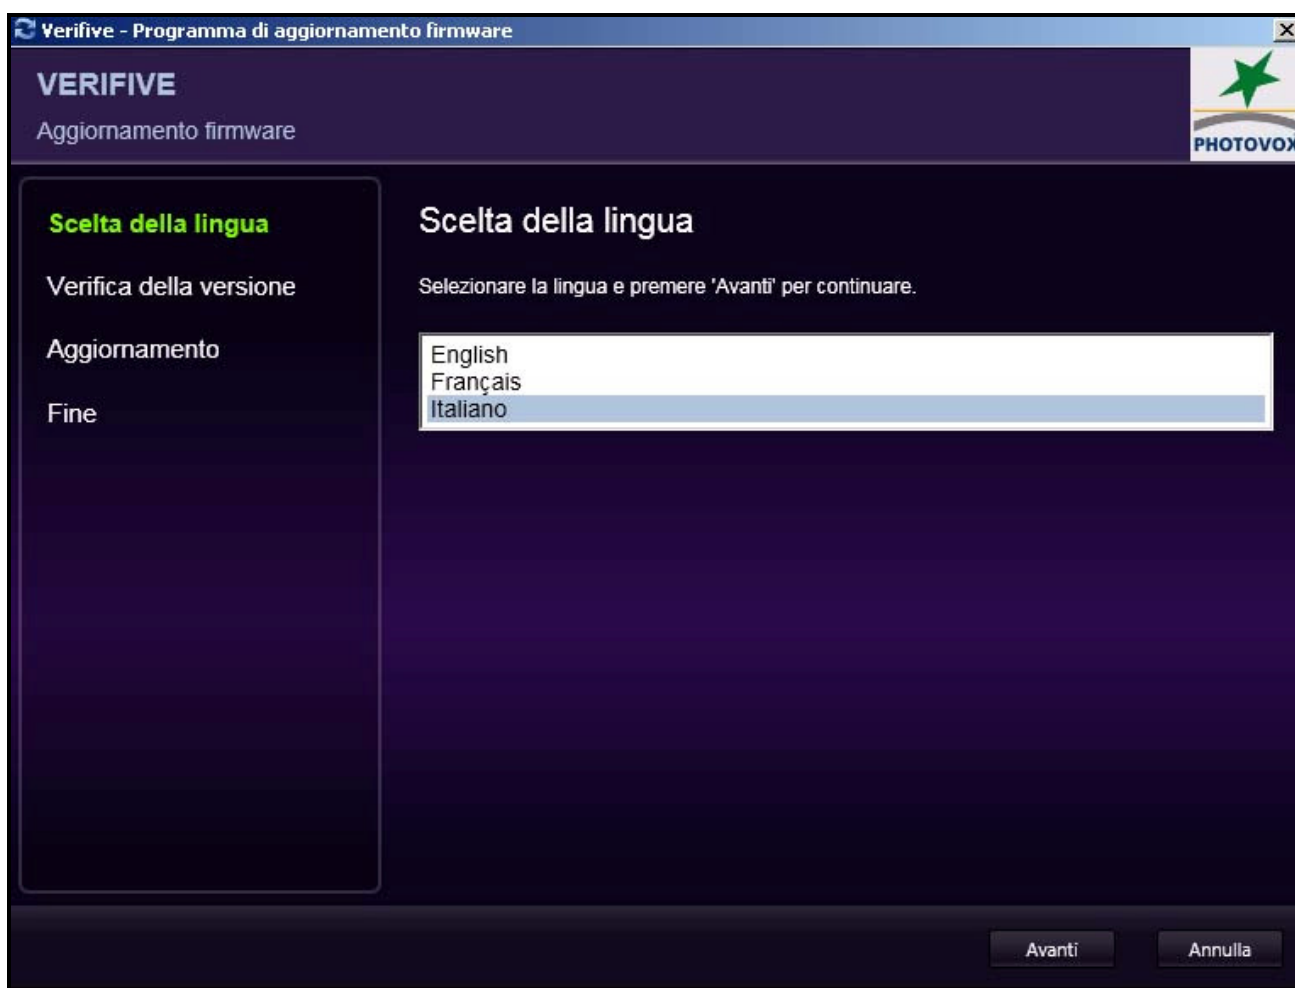 Verifive - Programma di aggiornamento firmware
VERIFIVE
Aggiornamento firmware
PHOTOVOX
Scelta della lingua
Verifica della versione
Aggiornamento
Fine
Scelta della lingua
Selezionare la lingua e premere 'Avanti' per continuare.
English
Français
Italiano
Avanti
Annulla